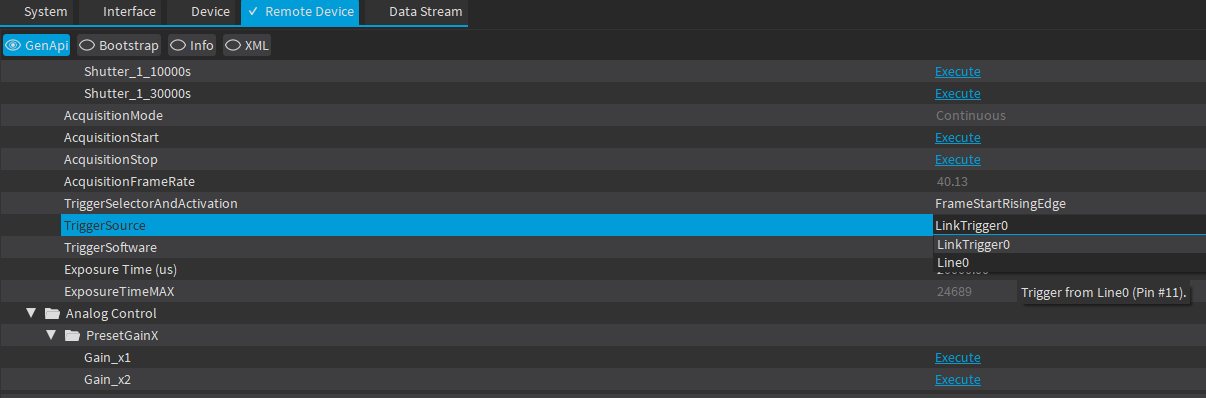 System Interface Device ✓ Remote Device Data Stream
GenApi Bootstrap Info XML
Shutter_1_10000s Execute
Shutter_1_30000s Execute
AcquisitionMode Continuous
AcquisitionStart Execute
AcquisitionStop Execute
AcquisitionFrameRate 40.13
TriggerSelectorAndActivation FrameStartRisingEdge
TriggerSource LinkTrigger0
TriggerSoftware LinkTrigger0
Line0
Exposure Time (us)
ExposureTimeMAX 24689 Trigger from Line0 (Pin #11).
Analog Control
PresetGainX
Gain_x1 Execute
Gain_x2 Execute